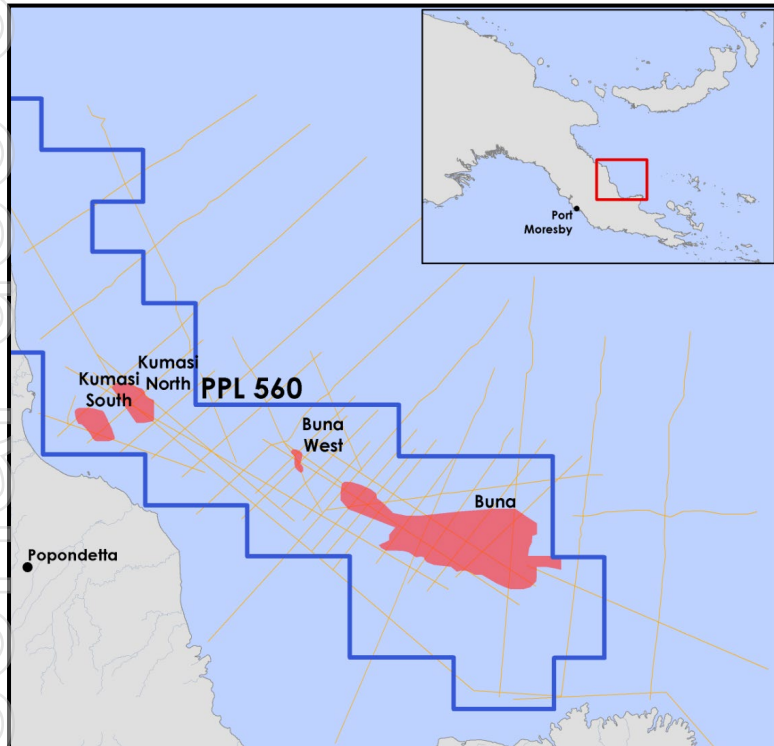 Port
Moresby
Kumasi
North
Kumasi
South
PPL 560
Buna
West
Buna
Popondetta